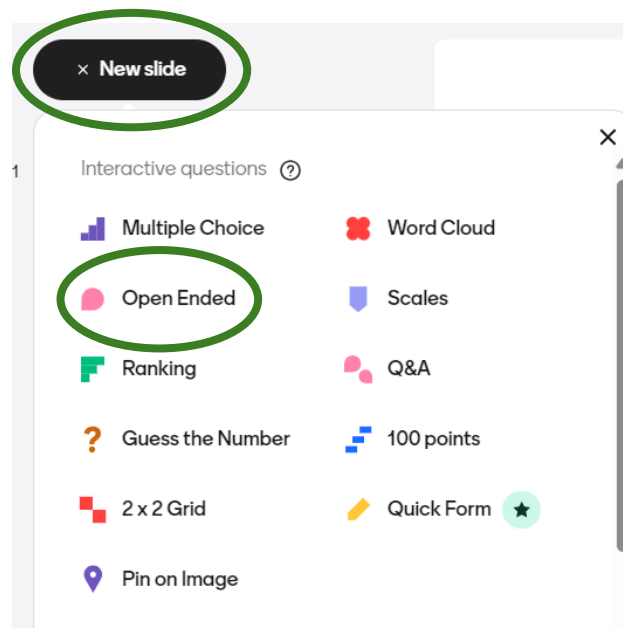 × New slide
×
1
Interactive questions ?
Multiple Choice
Word Cloud
Open Ended
Scales
Ranking
Q&A
Guess the Number
100 points
2 x 2 Grid
Quick Form
Pin on Image